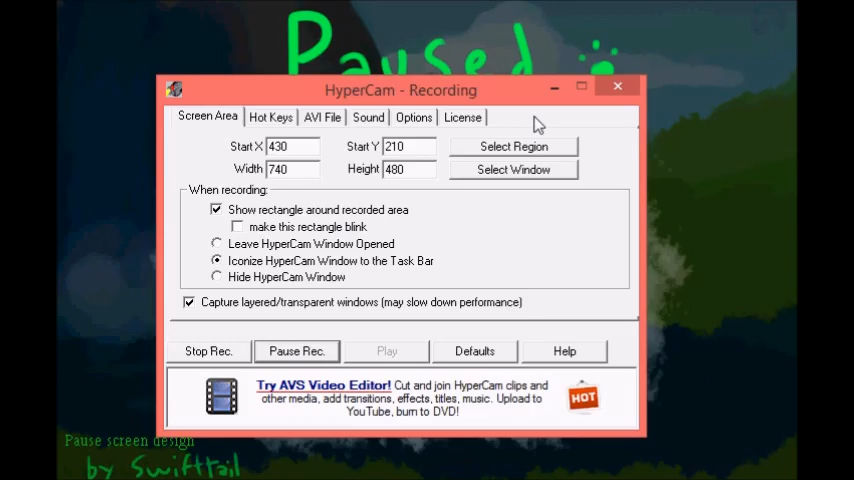 Paused
HyperCam - Recording
Screen Area Hot Keys AVI File Sound Options License
Start X 430 Start Y 210 Select Region
Width 740 Height 480 Select Window
When recording:
Show rectangle around recorded area
make this rectangle blink
Leave HyperCam Window Opened
Iconize HyperCam Window to the Task Bar
Hide HyperCam Window
Capture layered/transparent windows (may slow down performance)
Stop Rec. Pause Rec. Play Defaults Help
Try AVS Video Editor! Cut and join HyperCam clips and
other media, add transitions, effects, titles, music. Upload to
YouTube, burn to DVD!
HOT
Pause screen design
by Swifttail